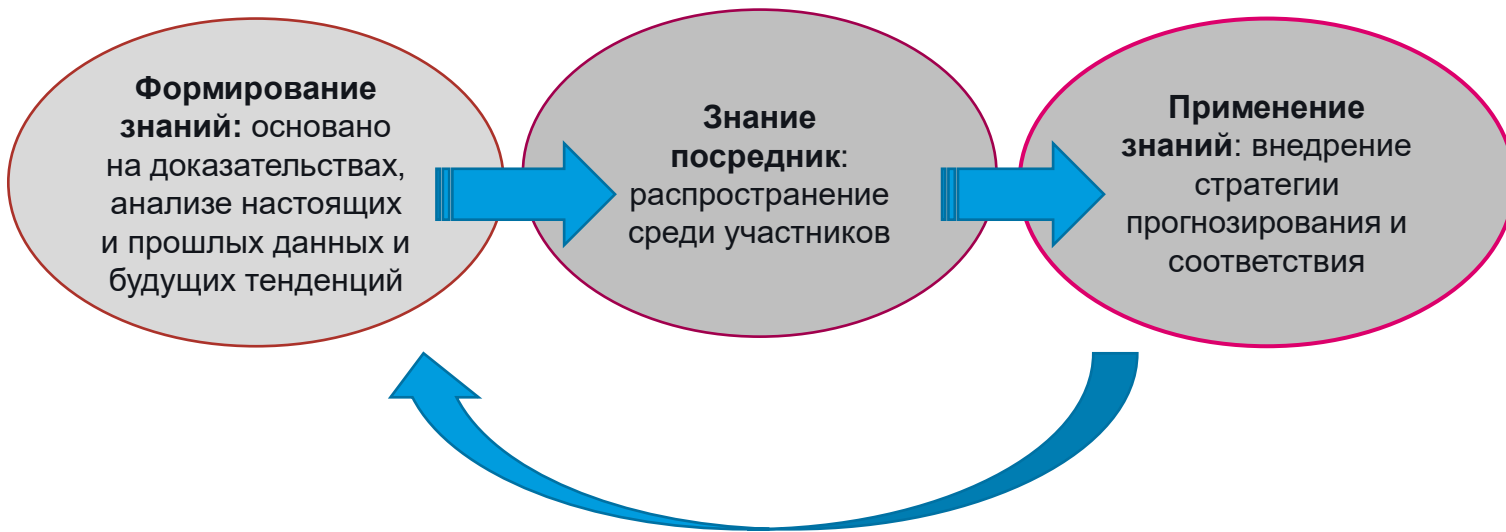 Формирование
знаний: основано
на доказательствах,
анализе настоящих
и прошлых данных и
будущих тенденций
Знание
посредник:
распространение
среди участников
Применение
знаний: внедрение
стратегии
прогнозирования и
соответствия